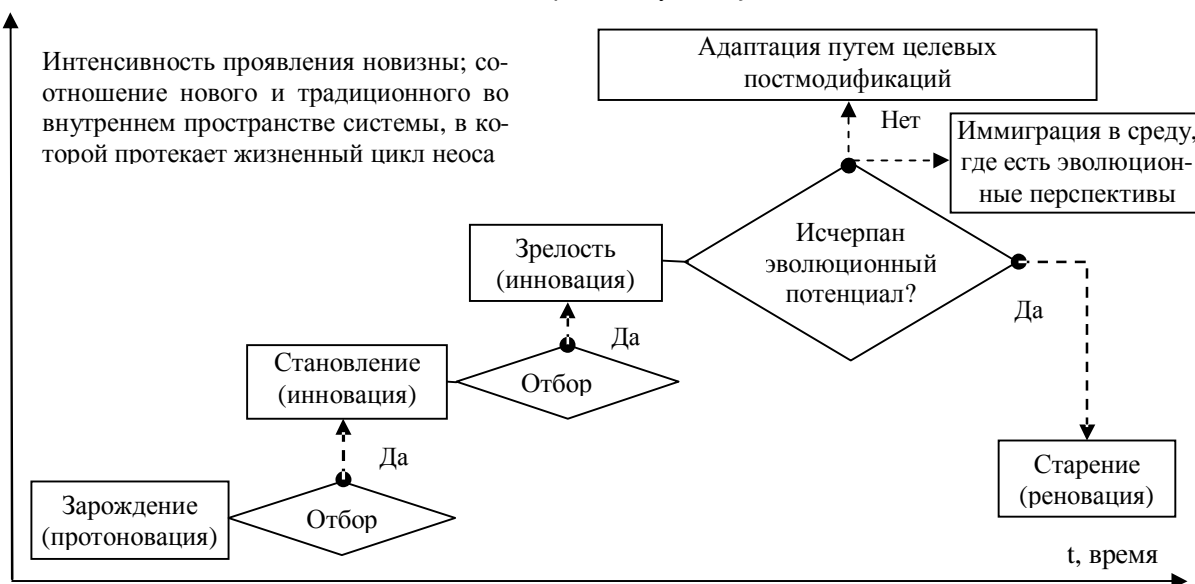 Интенсивность проявления новизны; со-
отношение нового и традиционного во
внутреннем пространстве системы, в ко-
торой протекает жизненный цикл неоса
Адаптация путем целевых
постмодификаций
Нет
Иммиграция в среду,
где есть эволюцион-
ные перспективы
Исчерпан
эволюционный
потенциал?
Да
Зрелость
(инновация)
Да
Становление
(инновация)
Отбор
Да
Старение
(реновация)
Зарождение
(протоновация)
Отбор
t, время